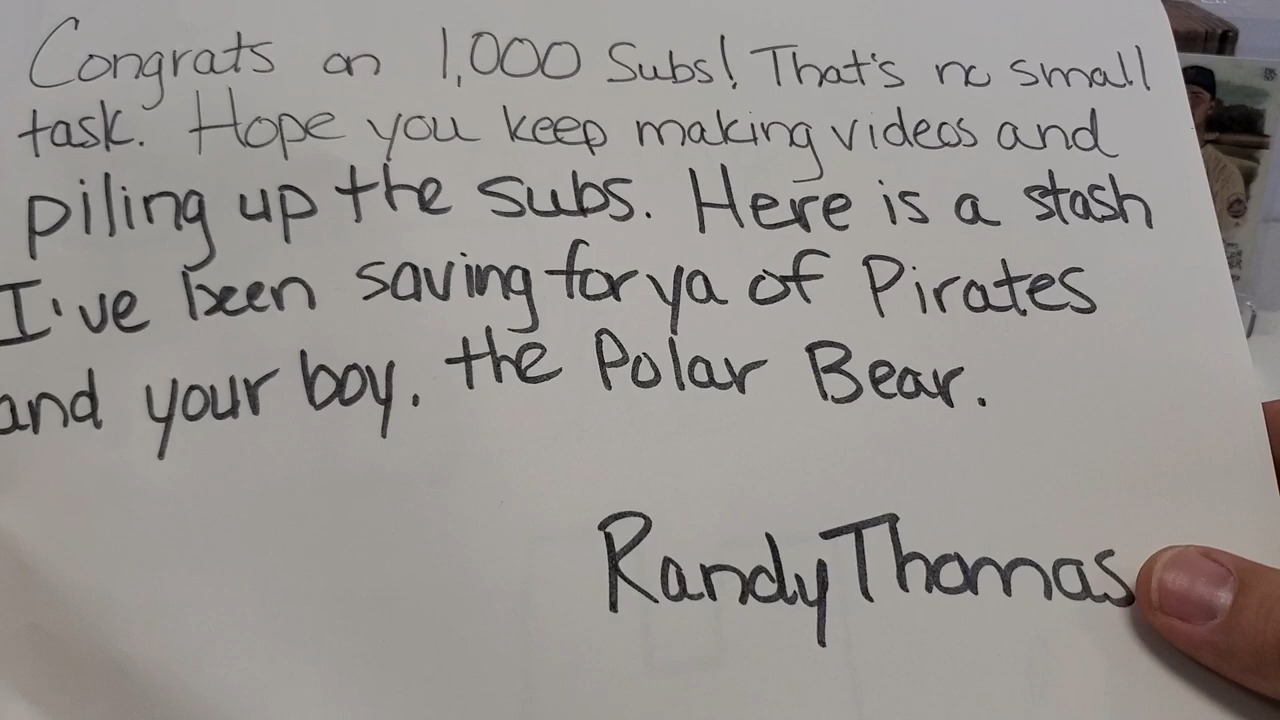 Congrats on 1,000 Subs! That's no small
task. Hope you keep making videos and
piling up the subs. Here is a stash
I've been saving for ya of Pirates
and your boy, the Polar Bear.
Randy Thomas